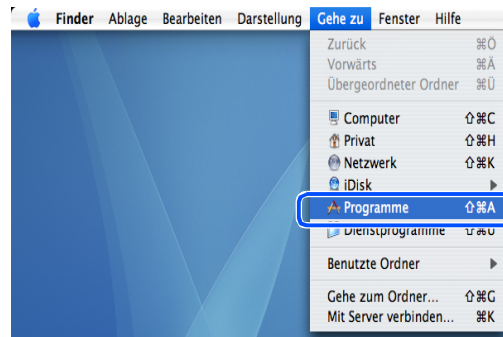 Finder Ablage Bearbeiten Darstellung Gehe zu Fenster Hilfe
Zurück ⌘Ö
Vorwärts ⌘Ä
Übergeordneter Ordner ⌘Ü
Computer ⇧⌘C
Privat ⇧⌘H
Netzwerk ⇧⌘K
iDisk
Programme ⇧⌘A
Dienstprogramme ⇧⌘U
Benutzte Ordner
Gehe zum Ordner... ⇧⌘G
Mit Server verbinden... ⌘K